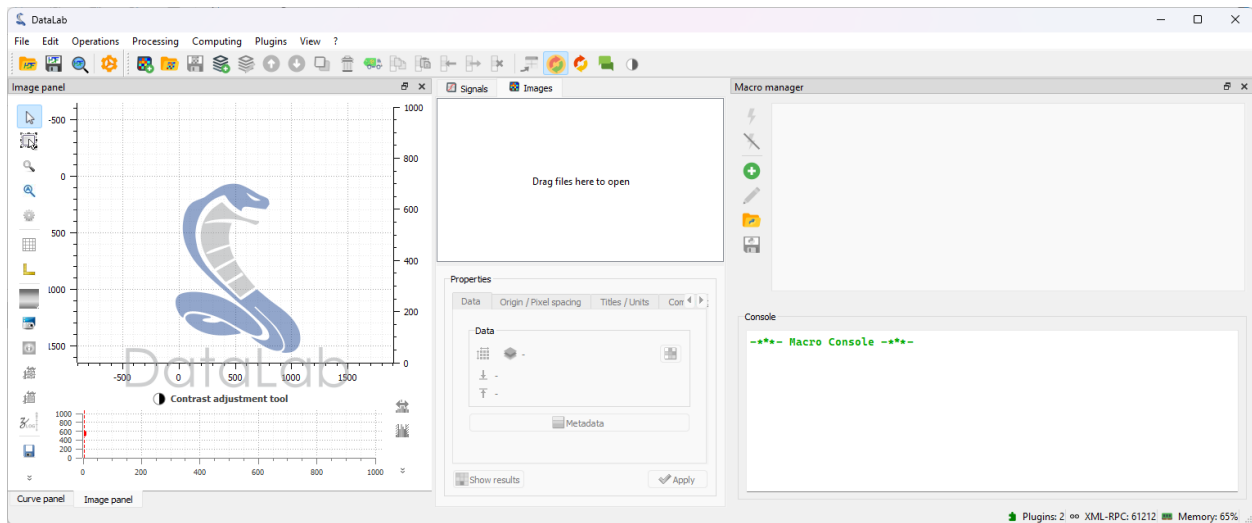 DataLab
File Edit Operations Processing Computing Plugins View ?
Image panel
-500
0
500
1000
1500
1000
800
600
400
200
0
-500 0 500 1000 1500
DataLab
Contrast adjustment tool
1000
800
600
400
200
0
0 200 400 600 800 1000
Curve panel Image panel
Signals Images
Drag files here to open
Properties
Data Origin / Pixel spacing Titles / Units
Data
-
-
-
Metadata
Show results Apply
Macro manager
Console
-***- Macro Console -***-
Plugins: 2 XML-RPC: 61212 Memory: 65%